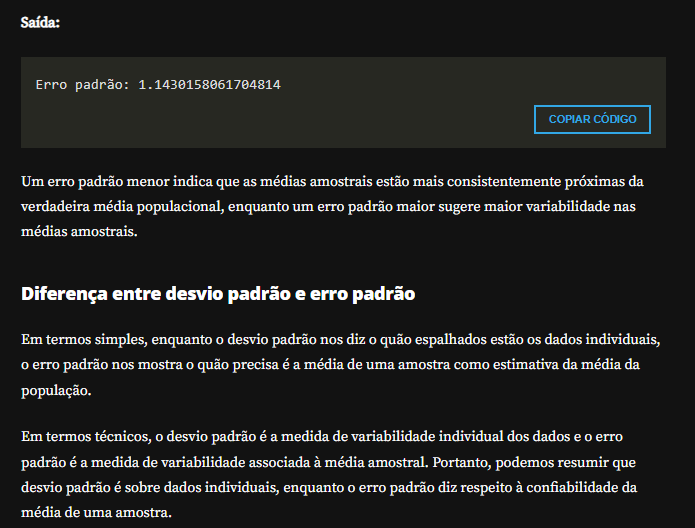 Saída:
Erro padrão: 1.1430158061704814
COPIAR CÓDIGO
Um erro padrão menor indica que as médias amostrais estão mais consistentemente próximas da
verdadeira média populacional, enquanto um erro padrão maior sugere maior variabilidade nas
médias amostrais.
Diferença entre desvio padrão e erro padrão
Em termos simples, enquanto o desvio padrão nos diz o quão espalhados estão os dados individuais,
o erro padrão nos mostra o quão precisa é a média de uma amostra como estimativa da média da
população.
Em termos técnicos, o desvio padrão é a medida de variabilidade individual dos dados e o erro
padrão é a medida de variabilidade associada à média amostral. Portanto, podemos resumir que
desvio padrão é sobre dados individuais, enquanto o erro padrão diz respeito à confiabilidade da
média de uma amostra.